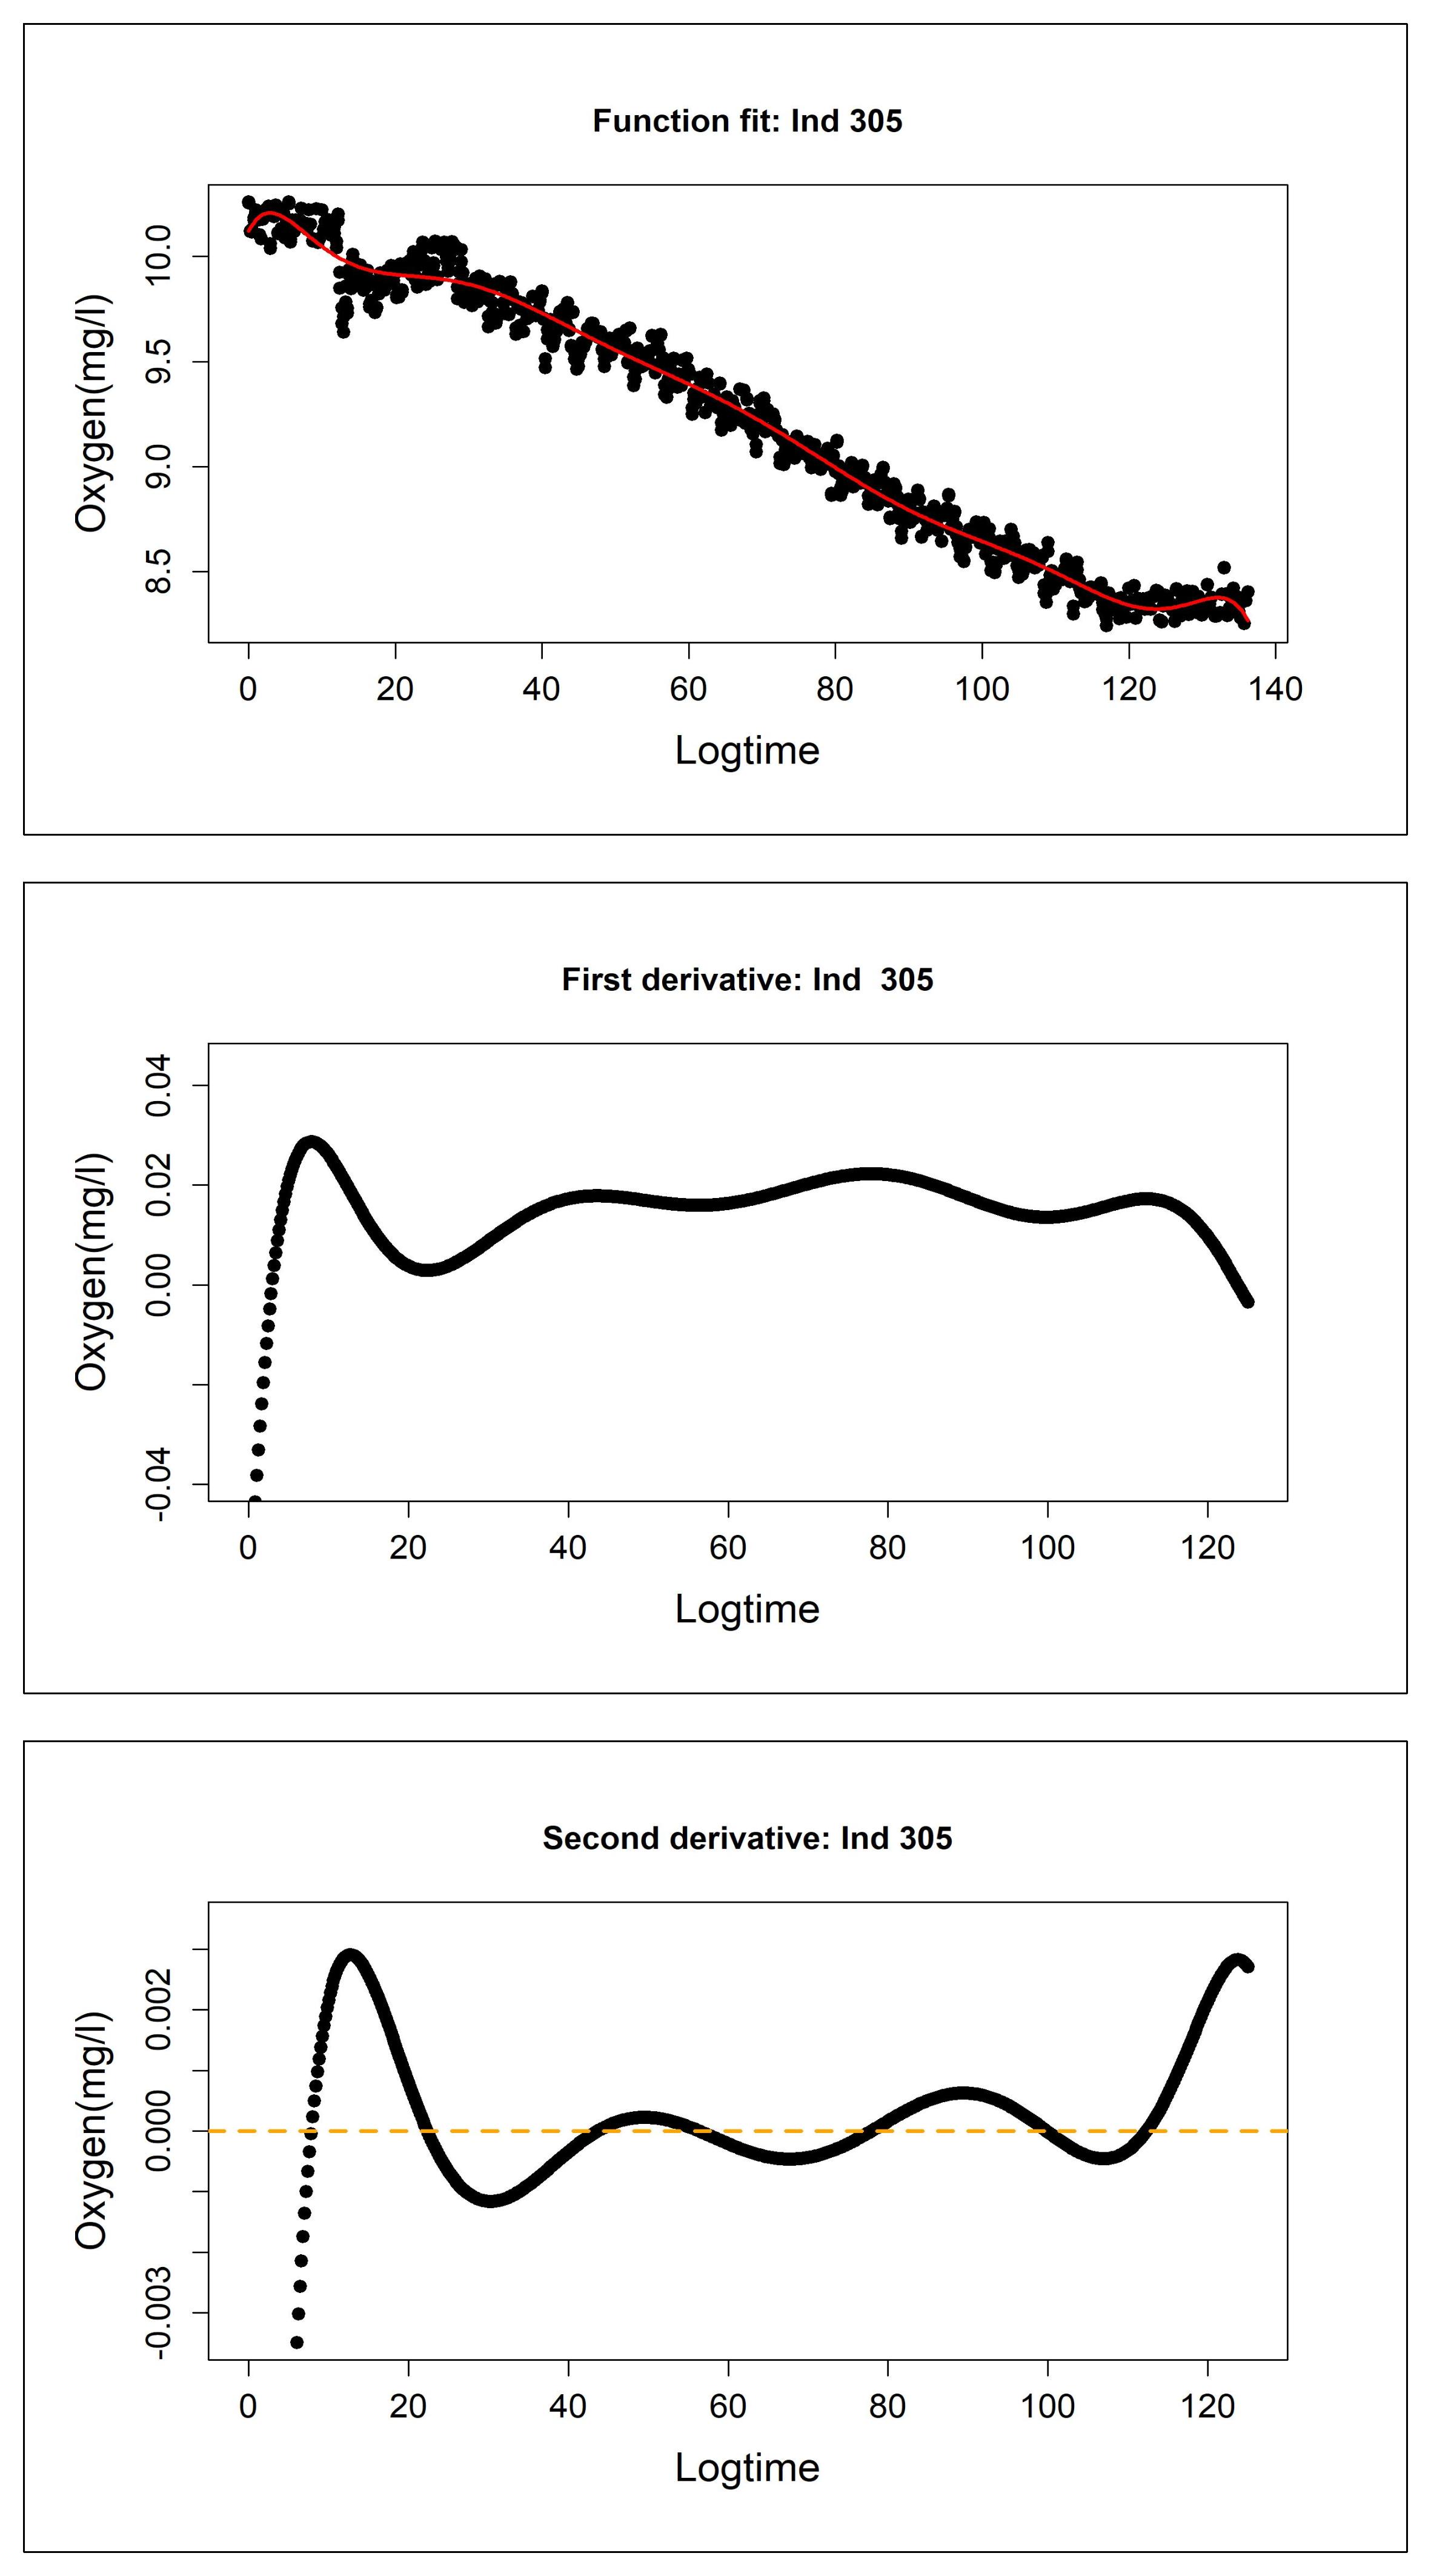 Function fit: Ind 305
Oxygen(mg/l)
10.0
9.5
9.0
8.5
0 20 40 60 80 100 120 140
Logtime
First derivative: Ind  305
Oxygen(mg/l)
0.04
0.02
0.00
-0.04
0 20 40 60 80 100 120
Logtime
Second derivative: Ind 305
Oxygen(mg/l)
0.002
0.000
-0.003
0 20 40 60 80 100 120
Logtime